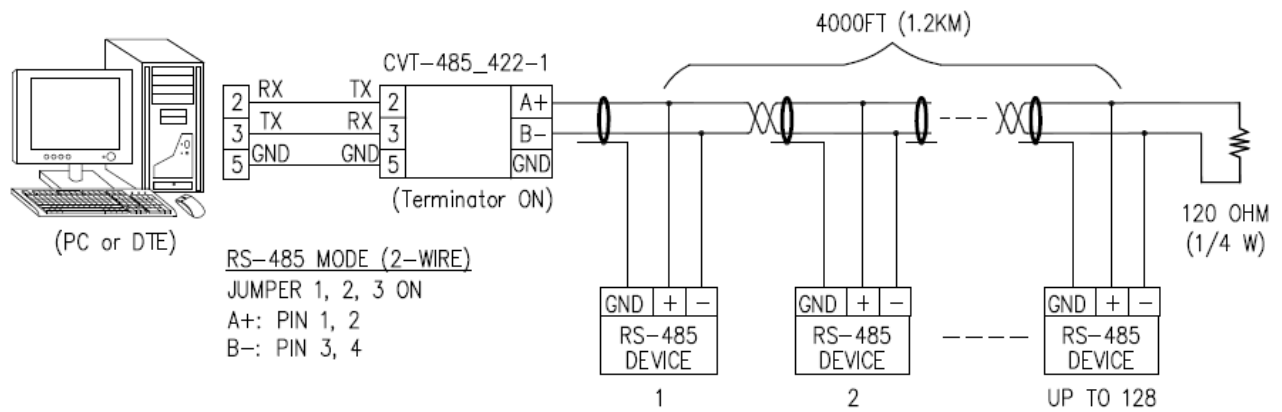 4000FT (1.2KM)
CVT-485_422-1
2 RX TX 2 A+
3 TX RX 3 B-
5 GND GND 5 GND
(Terminator ON)
(PC or DTE)
120 OHM
(1/4 W)
RS-485 MODE (2-WIRE)
JUMPER 1, 2, 3 ON
A+: PIN 1, 2
B-: PIN 3, 4
GND + - GND + - GND + -
RS-485 RS-485 RS-485
DEVICE DEVICE DEVICE
1 2 UP TO 128